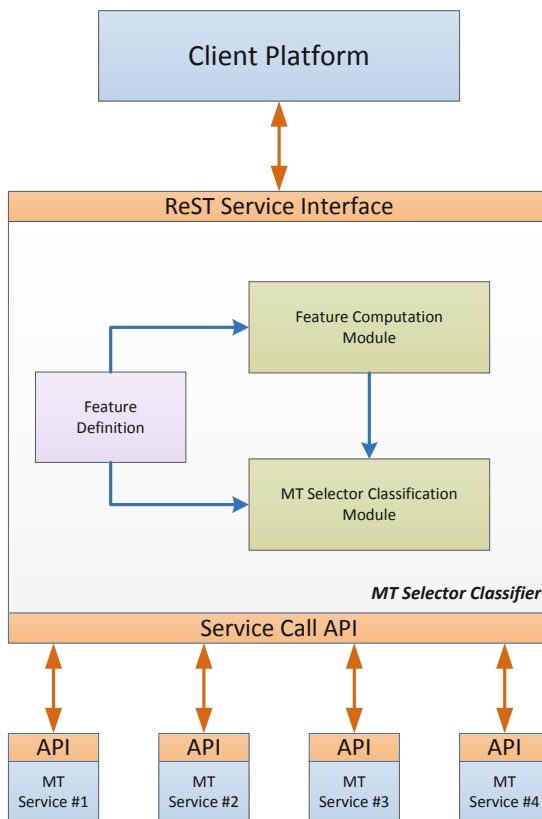 Client Platform
ReST Service Interface
Feature Computation
Module
Feature
Definition
MT Selector Classification
Module
MT Selector Classifier
Service Call API
API
MT
Service #1
API
MT
Service #2
API
MT
Service #3
API
MT
Service #4